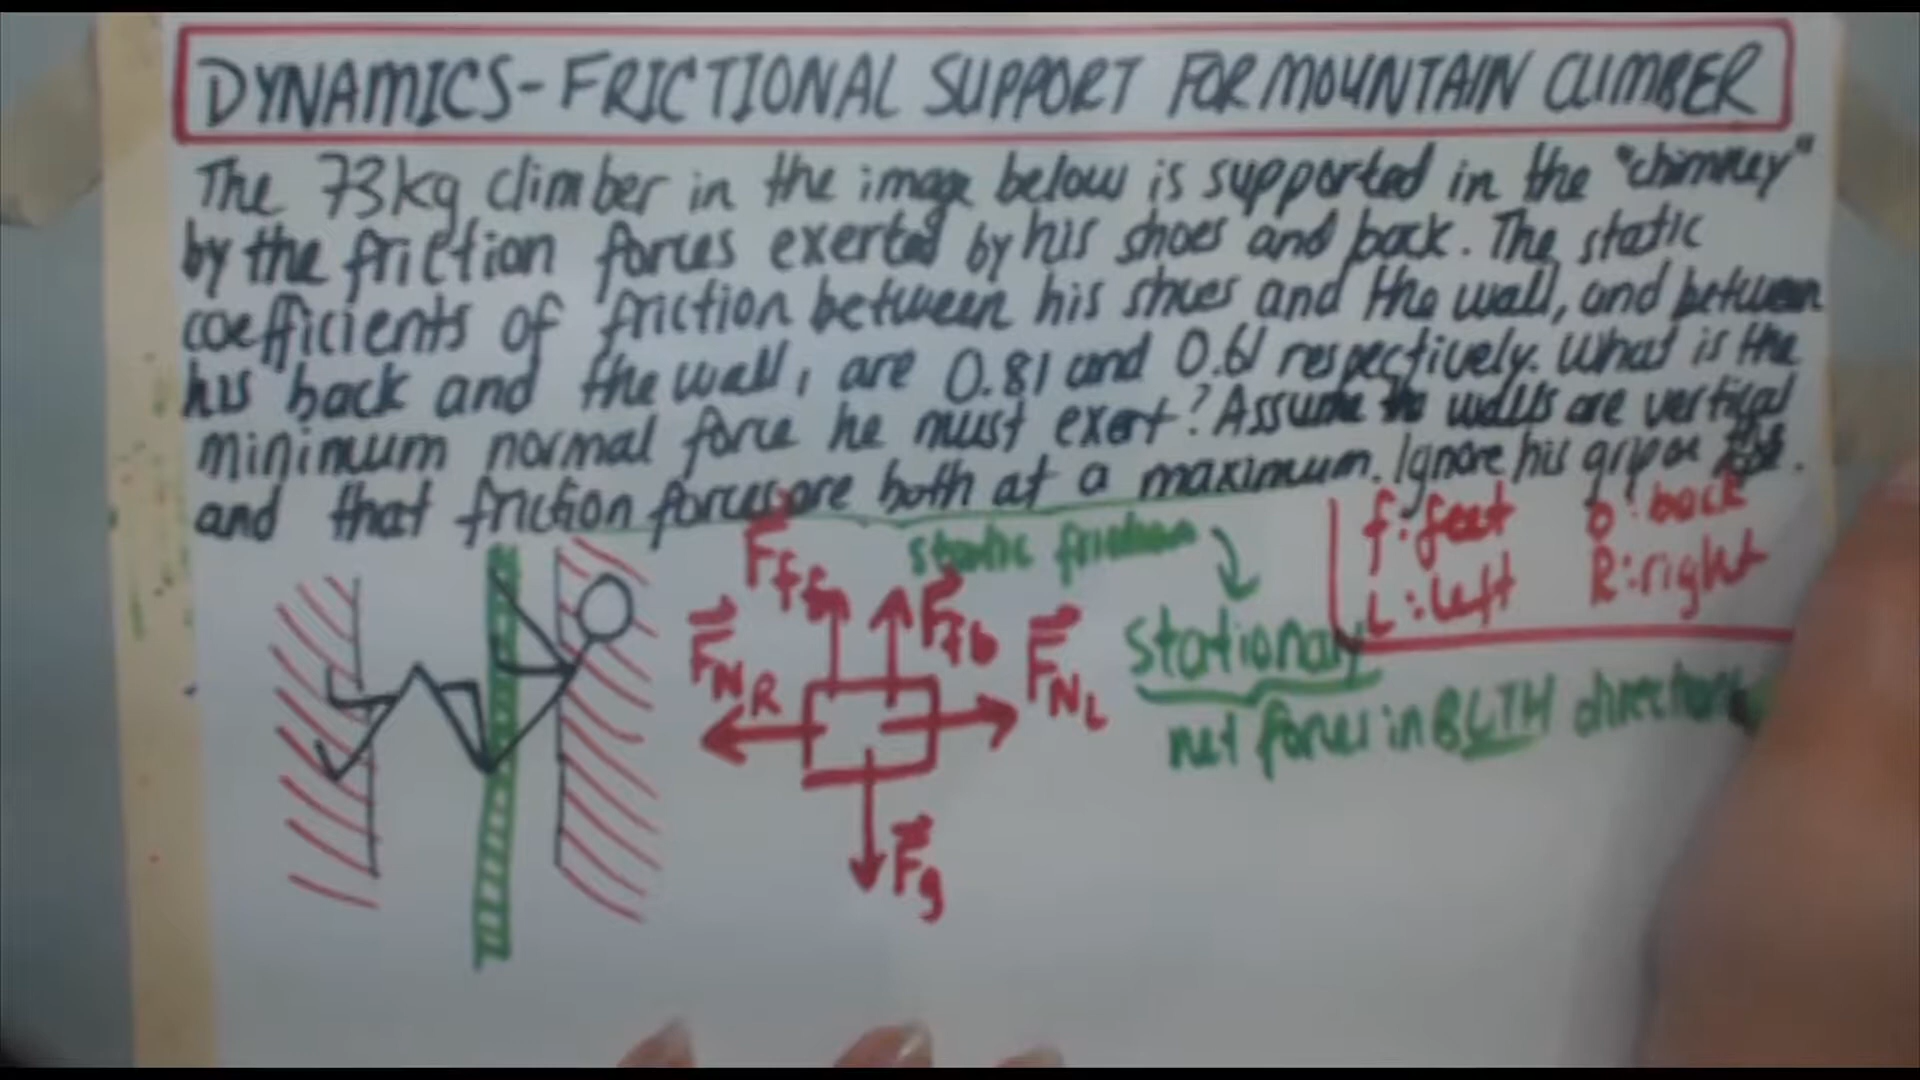 DYNAMICS-FRICTIONAL SUPPORT FOR MOUNTAIN CLIMBER
The 73kg climber in the image below is supported in the "chimney"
by the friction forces exerted by his shoes and back. The static
coefficients of friction between his shoes and the wall, and between
his back and the wall, are 0.81 and 0.61 respectively. What is the
minimum normal force he must exert? Assume the walls are vertical
and that friction forces are both at a maximum. Ignore his grip on
static friction
f: feet b: back
L: left R: right
stationary
net forces in BOTH directions
F_ff
F_fb
F_NR
F_NL
F_g